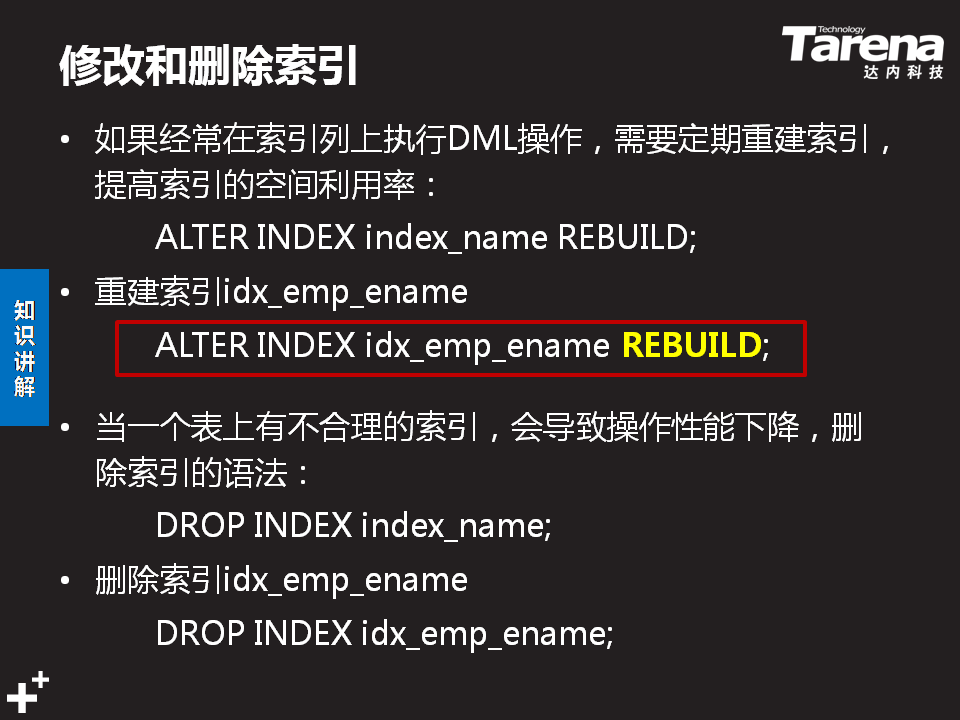 修改和删除索引
Technology
Tarena
达内科技
• 如果经常在索引列上执行DML操作，需要定期重建索引，
提高索引的空间利用率：
ALTER INDEX index_name REBUILD;
• 重建索引idx_emp_ename
ALTER INDEX idx_emp_ename REBUILD;
知识讲解
• 当一个表上有不合理的索引，会导致操作性能下降，删
除索引的语法：
DROP INDEX index_name;
• 删除索引idx_emp_ename
DROP INDEX idx_emp_ename;